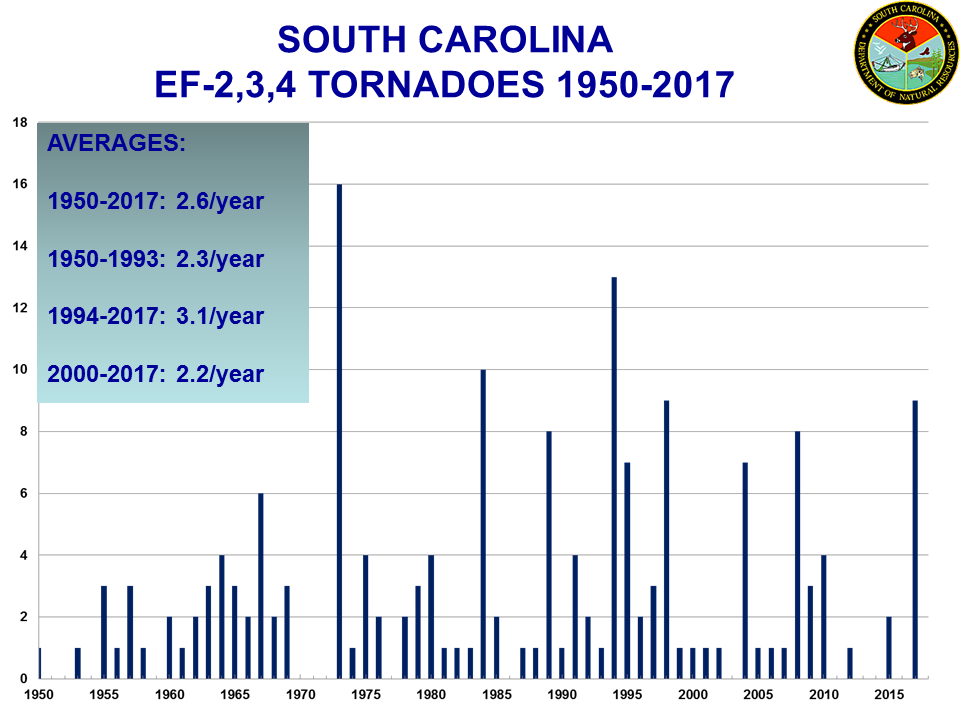 SOUTH CAROLINA
EF-2,3,4 TORNADOES 1950-2017
SOUTH CAROLINA
DEPARTMENT OF NATURAL RESOURCES
AVERAGES:
1950-2017: 2.6/year
1950-1993: 2.3/year
1994-2017: 3.1/year
2000-2017: 2.2/year
18
16
14
12
10
8
6
4
2
0
1950 1955 1960 1965 1970 1975 1980 1985 1990 1995 2000 2005 2010 2015